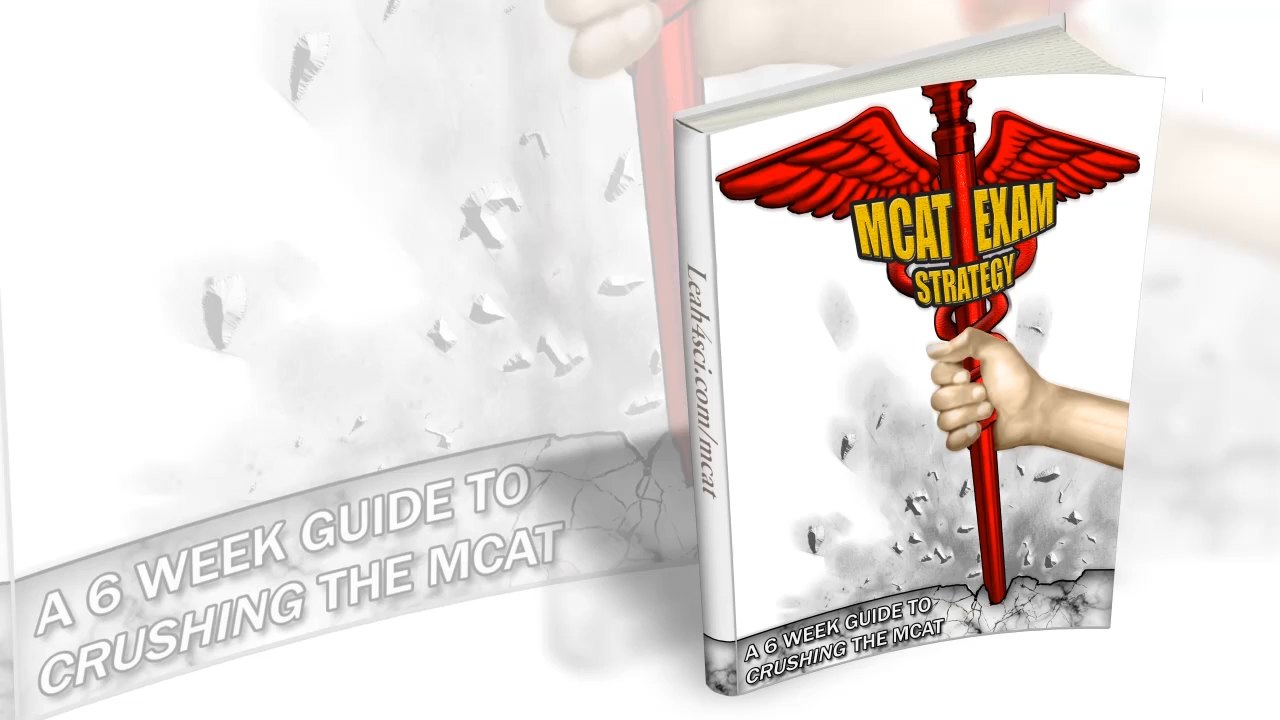 A 6 WEEK GUIDE TO
CRUSHING THE MCAT
Leah4sci.com/mcat
MCAT EXAM
STRATEGY
A 6 WEEK GUIDE TO
CRUSHING THE MCAT